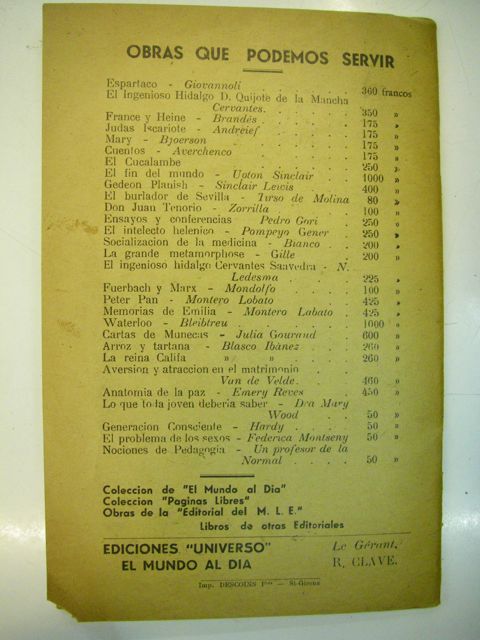 OBRAS QUE PODEMOS SERVIR
Espartaco - Giovannoli . . . . . 360 francos
El Ingenioso Hidalgo D. Quijote de la Mancha
Cervantes. . . . . 350 »
France y Heine - Brandés . . . . . 175 »
Judas Iscariote - Andreief . . . . . 175 »
Mary - Bjoerson . . . . . 175 »
Cuentos - Averchenco . . . . . 175 »
El Cucalambe . . . . . 250 »
El fin del mundo - Upton Sinclair . . 1000 »
Gedeon Planish - Sinclair Lewis . . 400 »
El burlador de Sevilla - Tirso de Molina 80 »
Don Juan Tenorio - Zorrilla . . . . 100 »
Ensayos y conferencias Pedro Gori . . 250 »
El intelecto helenico - Pompeyo Gener . 250 »
Socializacion de la medicina - Bianco . . 200 »
La grande metamorphose - Gille . . 200 »
El ingenioso hidalgo Cervantes Saavedra - N.
Ledesma . . . 225 »
Fuerbach y Marx - Mondolfo . . . . 100 »
Peter Pan - Montero Lobato . . . . 425 »
Memorias de Emilia - Montero Lobato . . 425 »
Waterloo - Bleibtreu . . . . . 1000 »
Cartas de Munecas - Julia Gouraud . . 600 »
Arroz y tartana - Blasco Ibànez . . . 260 »
La reina Califa » » . . . 260 »
Aversion y atraccion en el matrimonio
Van de Velde. . . . 460 »
Anatomia de la paz - Emery Reves . . 450 »
Lo que toda joven deberia saber - Dra Mary
Wood . . . 50 »
Generacion Consciente - Hardy . . . 50 »
El problema de los sexos - Federica Montseny 50 »
Nociones de Pedagogia - Un profesor de la
Normal . . . . 50 »
Coleccion de "El Mundo al Dia"
Coleccion "Paginas Libres"
Obras de la "Editorial del M. L. E."
Libros de otras Editoriales
EDICIONES "UNIVERSO"
EL MUNDO AL DIA
Le Gérant,
R. CLAVE.
Imp. DESCOINS Fres — St-Girons